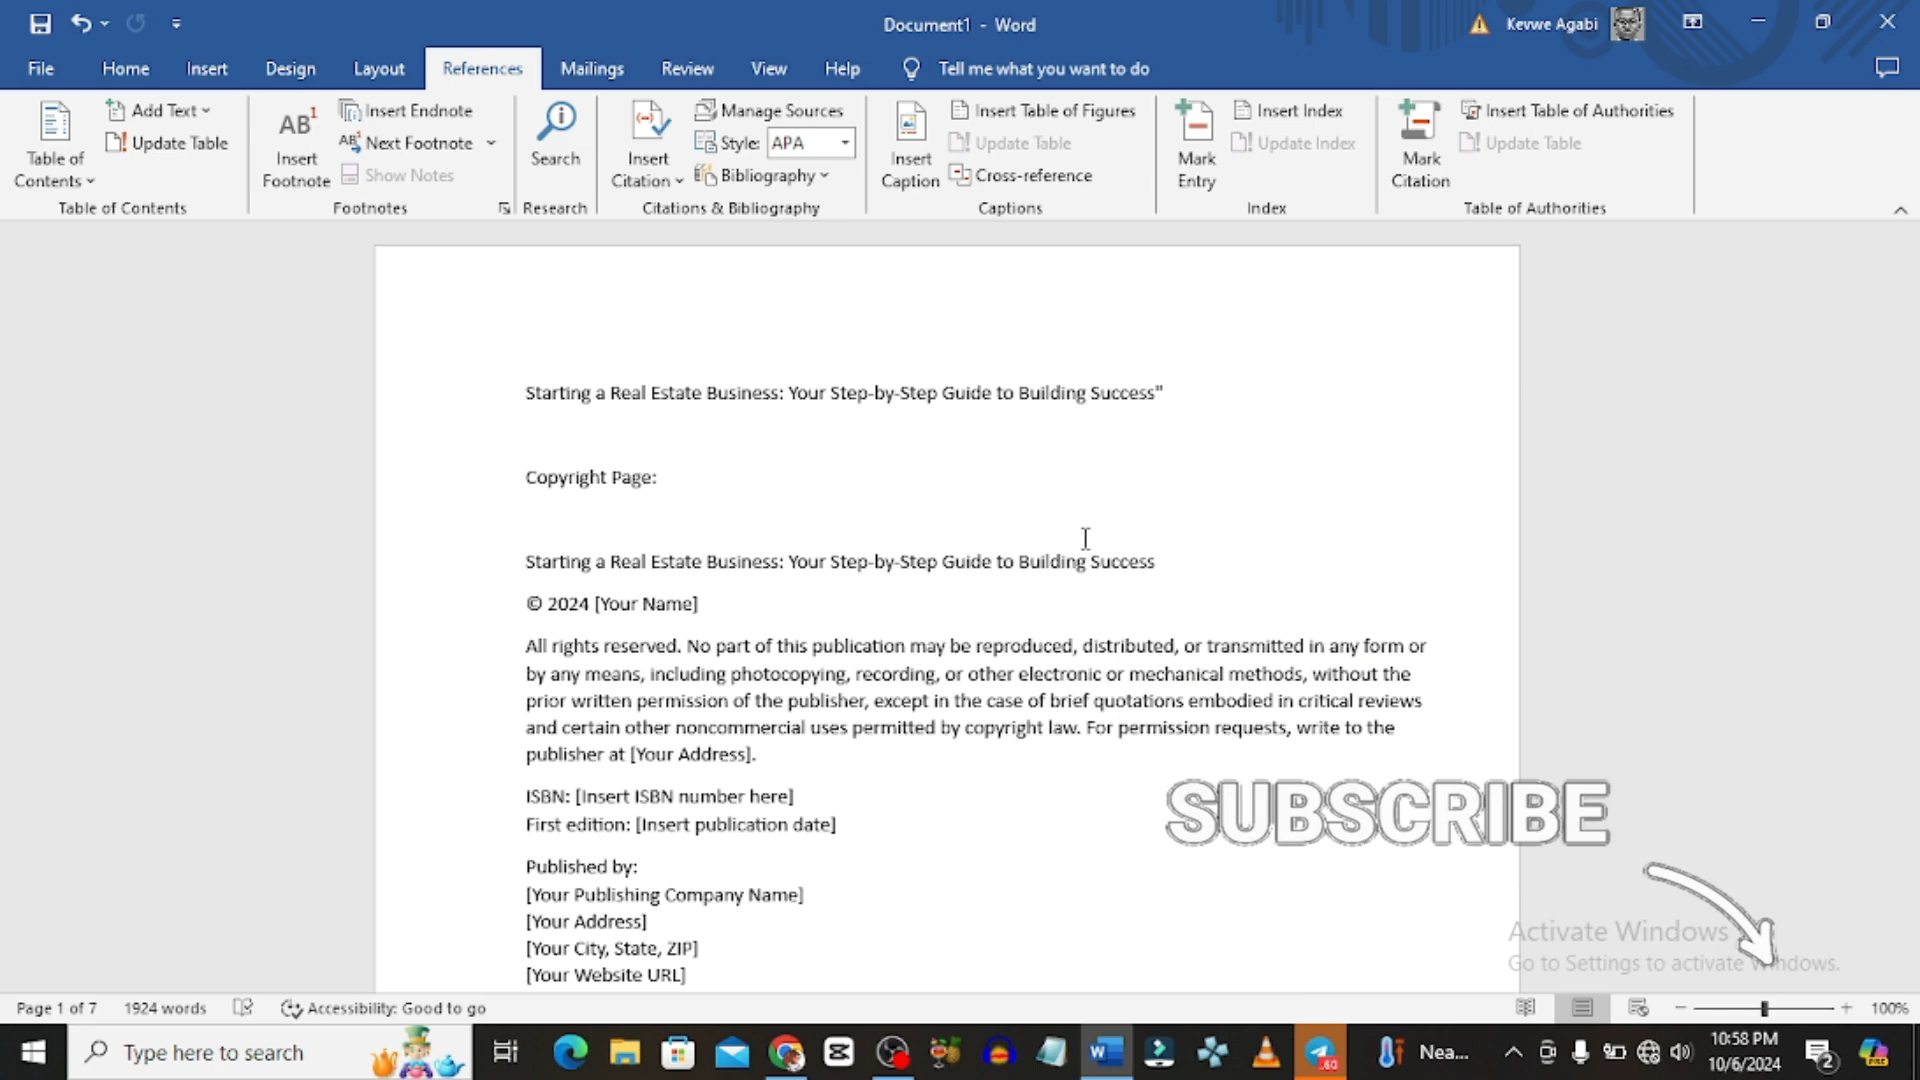 Document1 - Word
Kevwe Agabi
File Home Insert Design Layout References Mailings Review View Help Tell me what you want to do
Table of Contents
Add Text
Update Table
Table of Contents
AB1
Insert Footnote
Insert Endnote
Next Footnote
Show Notes
Footnotes
Search
Research
Insert Citation
Manage Sources
Style: APA
Bibliography
Citations & Bibliography
Insert Caption
Insert Table of Figures
Update Table
Cross-reference
Captions
Mark Entry
Insert Index
Update Index
Index
Mark Citation
Insert Table of Authorities
Update Table
Table of Authorities
Starting a Real Estate Business: Your Step-by-Step Guide to Building Success"
Copyright Page:
Starting a Real Estate Business: Your Step-by-Step Guide to Building Success
© 2024 [Your Name]
All rights reserved. No part of this publication may be reproduced, distributed, or transmitted in any form or
by any means, including photocopying, recording, or other electronic or mechanical methods, without the
prior written permission of the publisher, except in the case of brief quotations embodied in critical reviews
and certain other noncommercial uses permitted by copyright law. For permission requests, write to the
publisher at [Your Address].
ISBN: [Insert ISBN number here]
First edition: [Insert publication date]
Published by:
[Your Publishing Company Name]
[Your Address]
[Your City, State, ZIP]
[Your Website URL]
SUBSCRIBE
Activate Windows
Go to Settings to activate Windows.
Page 1 of 7 1924 words Accessibility: Good to go 100%
Type here to search
60
Nea...
10:58 PM
10/6/2024
2